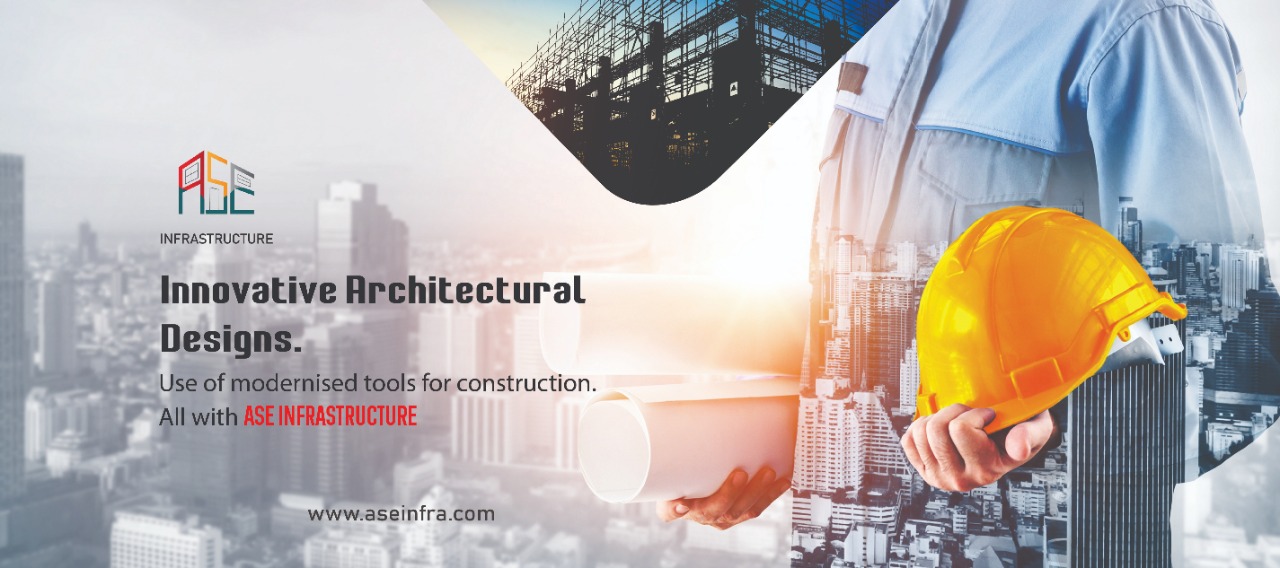 ASE
INFRASTRUCTURE
Innovative Architectural
Designs.
Use of modernised tools for construction.
All with ASE INFRASTRUCTURE
www.aseinfra.com